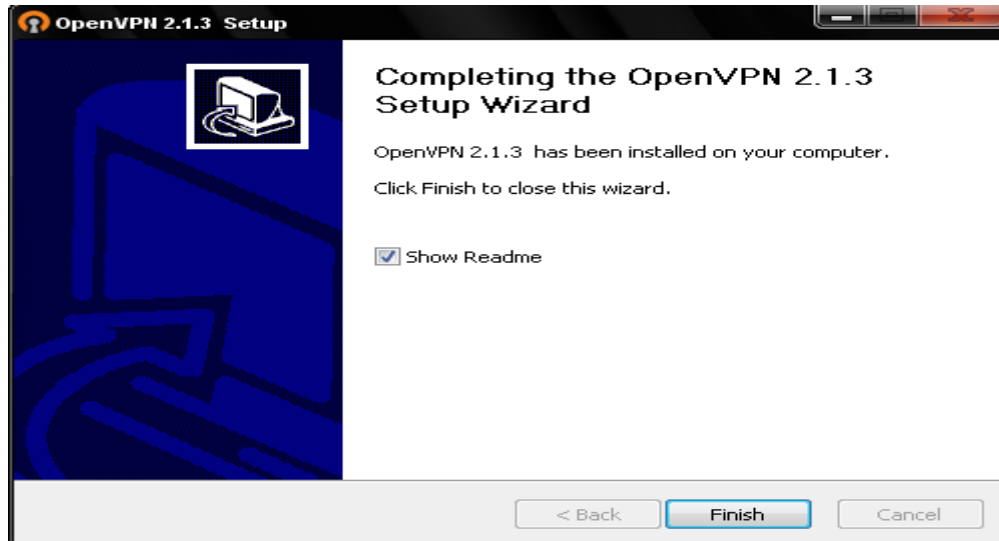 OpenVPN 2.1.3 Setup
Completing the OpenVPN 2.1.3
Setup Wizard
OpenVPN 2.1.3 has been installed on your computer.
Click Finish to close this wizard.
Show Readme
< Back
Finish
Cancel